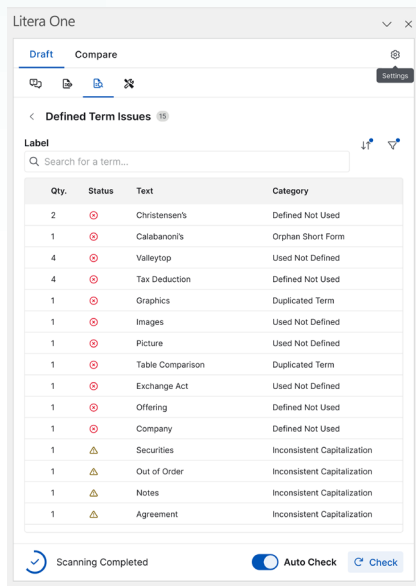 Litera One
Draft Compare
Settings
Defined Term Issues 15
Label
Search for a term...
Qty. Status Text Category
2 Christensen's Defined Not Used
1 Calabanoni's Orphan Short Form
4 Valleytop Used Not Defined
4 Tax Deduction Defined Not Used
1 Graphics Duplicated Term
1 Images Used Not Defined
1 Picture Used Not Defined
1 Table Comparison Duplicated Term
1 Exchange Act Used Not Defined
1 Offering Defined Not Used
1 Company Defined Not Used
1 Securities Inconsistent Capitalization
1 Out of Order Inconsistent Capitalization
1 Notes Inconsistent Capitalization
1 Agreement Inconsistent Capitalization
Scanning Completed Auto Check Check